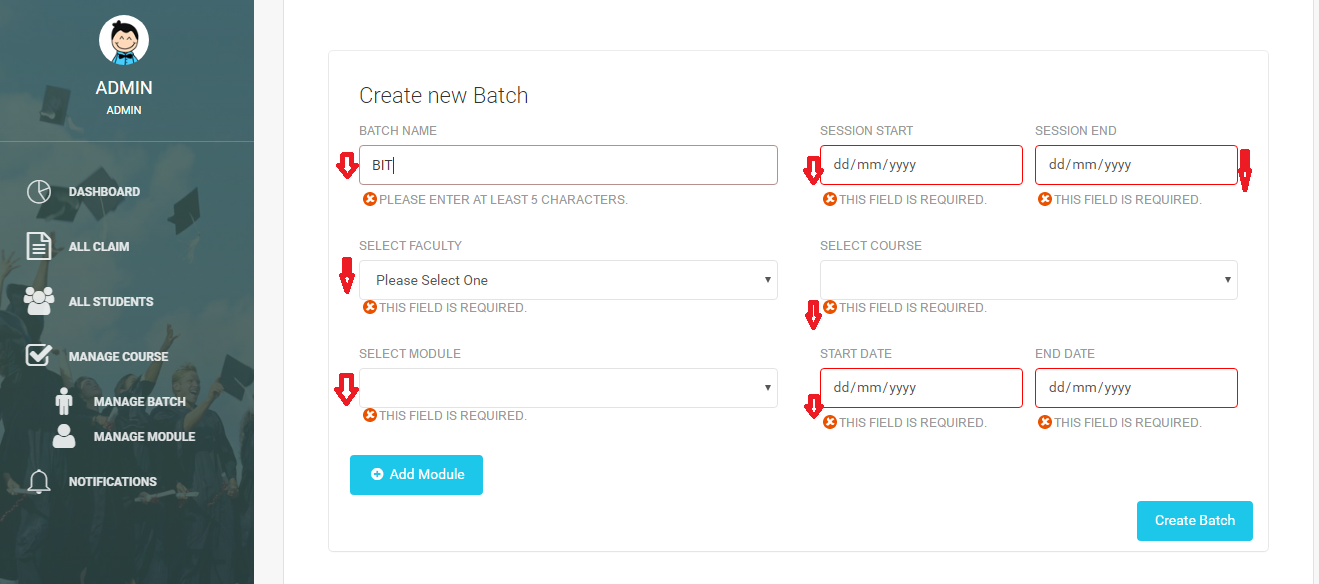 ADMIN
ADMIN
DASHBOARD
ALL CLAIM
ALL STUDENTS
MANAGE COURSE
MANAGE BATCH
MANAGE MODULE
NOTIFICATIONS
Create new Batch
BATCH NAME
SESSION START
SESSION END
BIT
dd/mm/yyyy
dd/mm/yyyy
PLEASE ENTER AT LEAST 5 CHARACTERS.
THIS FIELD IS REQUIRED.
THIS FIELD IS REQUIRED.
SELECT FACULTY
SELECT COURSE
Please Select One
THIS FIELD IS REQUIRED.
THIS FIELD IS REQUIRED.
SELECT MODULE
START DATE
END DATE
dd/mm/yyyy
dd/mm/yyyy
THIS FIELD IS REQUIRED.
THIS FIELD IS REQUIRED.
THIS FIELD IS REQUIRED.
Add Module
Create Batch